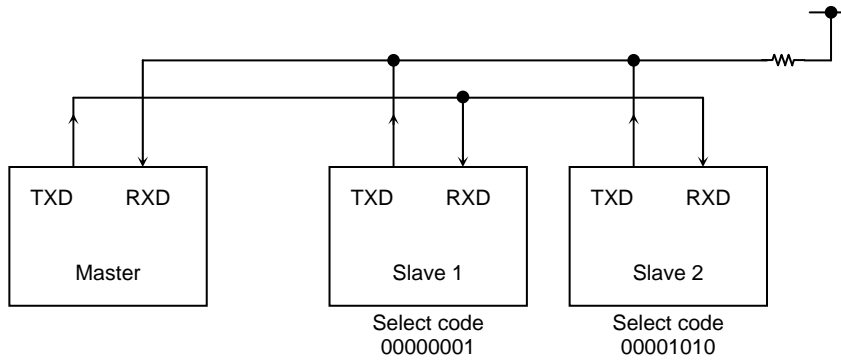 TXD RXD
TXD RXD
TXD RXD
Master
Slave 1
Slave 2
Select code
00000001
Select code
00001010